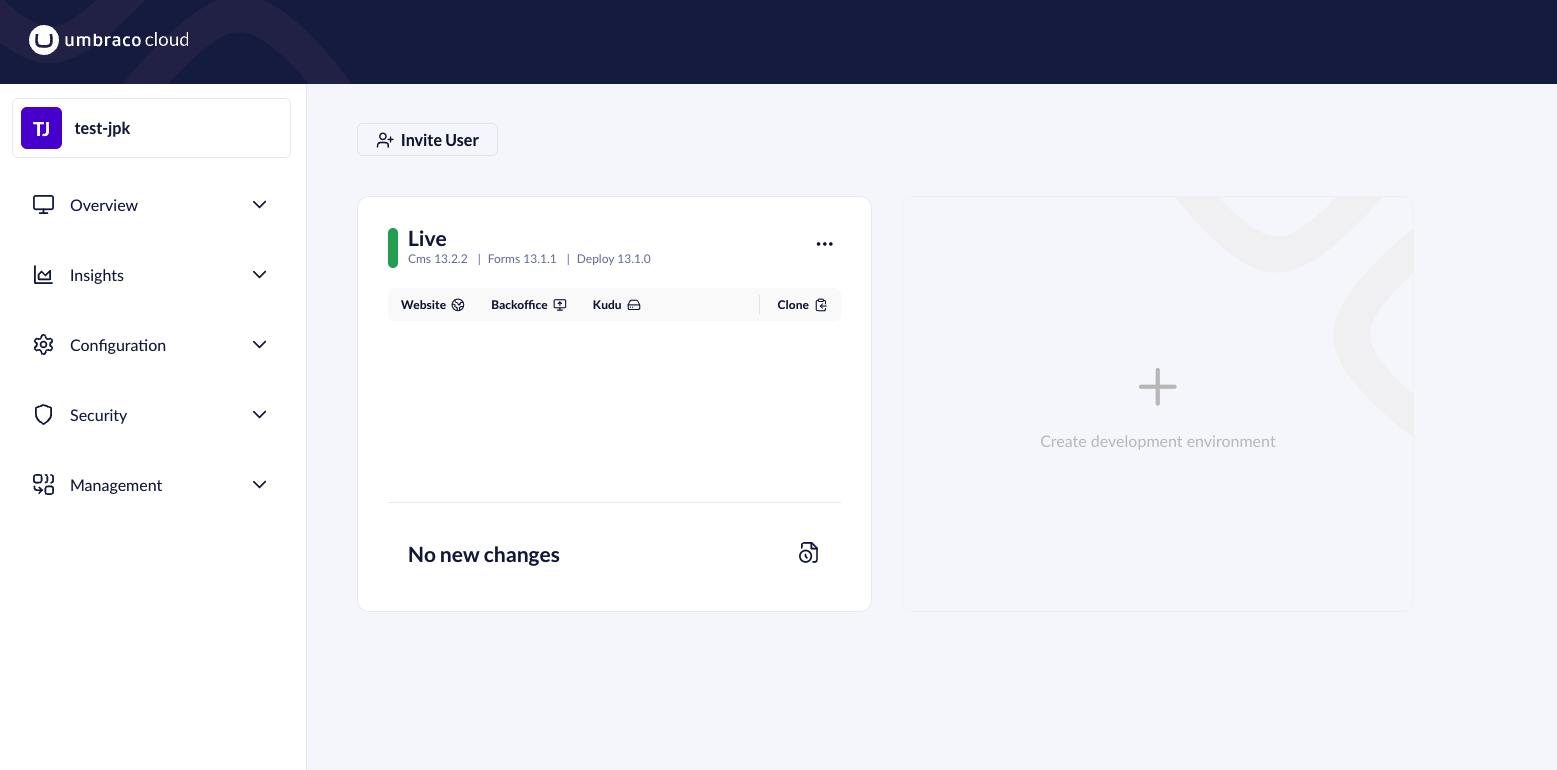 umbraco cloud
TJ test-jpk
Overview
Insights
Configuration
Security
Management
Invite User
Live
Cms 13.2.2 | Forms 13.1.1 | Deploy 13.1.0
Website Backoffice Kudu Clone
No new changes
Create development environment